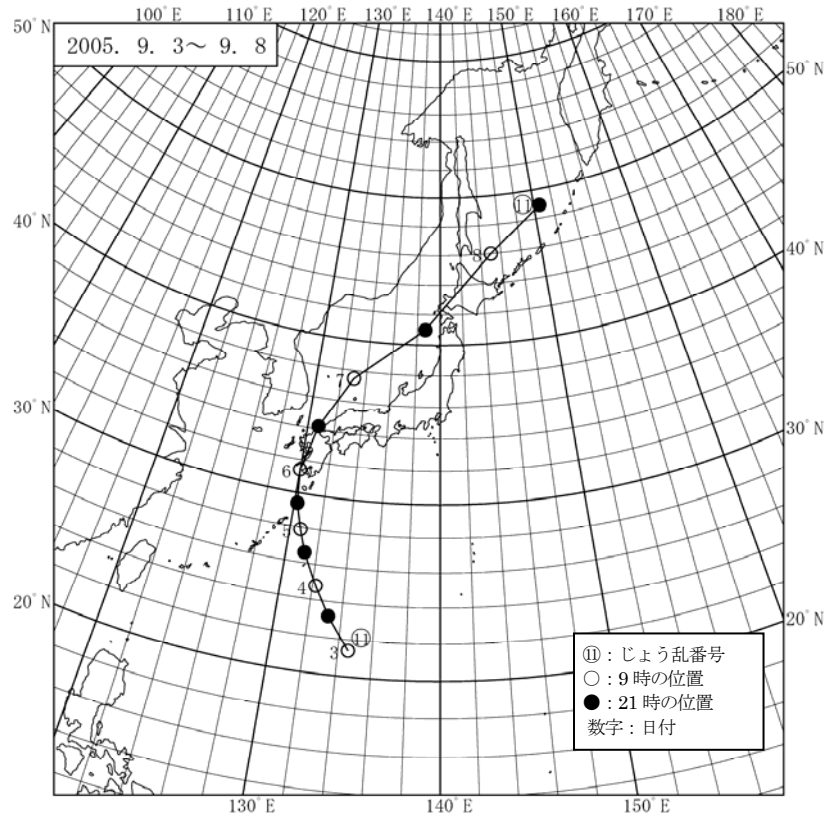 100° E 110° E 120° E 130° E 140° E 150° E 160° E 170° E 180° E
50° N
2005. 9. 3～ 9. 8
50° N
⑪
8
40° N
40° N
7
30° N
30° N
6
5
4
20° N
20° N
⑪
3
⑪：じょう乱番号
○：9 時の位置
●：21 時の位置
数字：日付
130° E 140° E 150° E